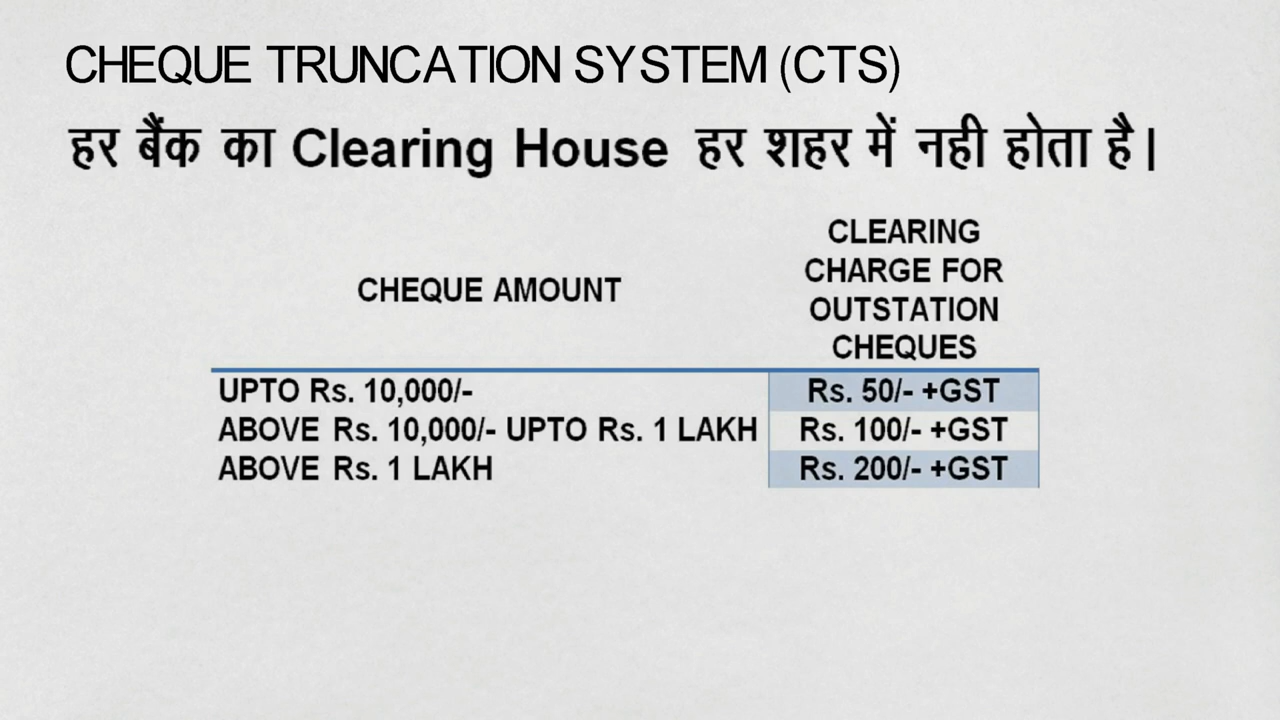 CHEQUE TRUNCATION SYSTEM (CTS)
हर बैंक का Clearing House हर शहर में नही होता है।
CHEQUE AMOUNT
CLEARING
CHARGE FOR
OUTSTATION
CHEQUES
UPTO Rs. 10,000/- Rs. 50/- +GST
ABOVE Rs. 10,000/- UPTO Rs. 1 LAKH Rs. 100/- +GST
ABOVE Rs. 1 LAKH Rs. 200/- +GST